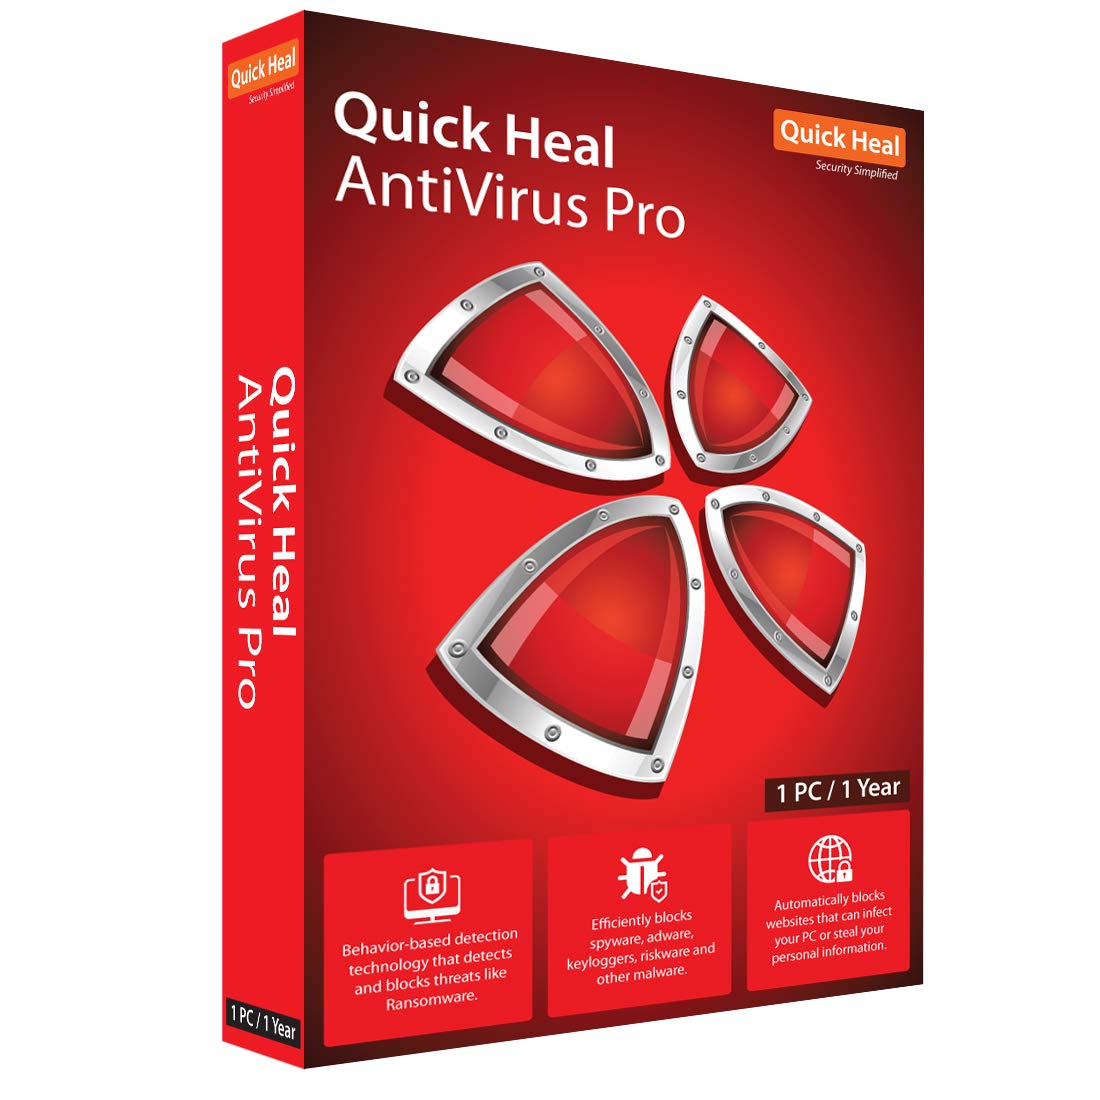 Quick Heal
Security Simplified
Quick Heal
AntiVirus Pro
1 PC / 1 Year
Quick Heal
AntiVirus Pro
Quick Heal
Security Simplified
1 PC / 1 Year
Behavior-based detection
technology that detects
and blocks threats like
Ransomware.
Efficiently blocks
spyware, adware,
keyloggers, riskware and
other malware.
Automatically blocks
websites that can infect
your PC or steal your
personal information.